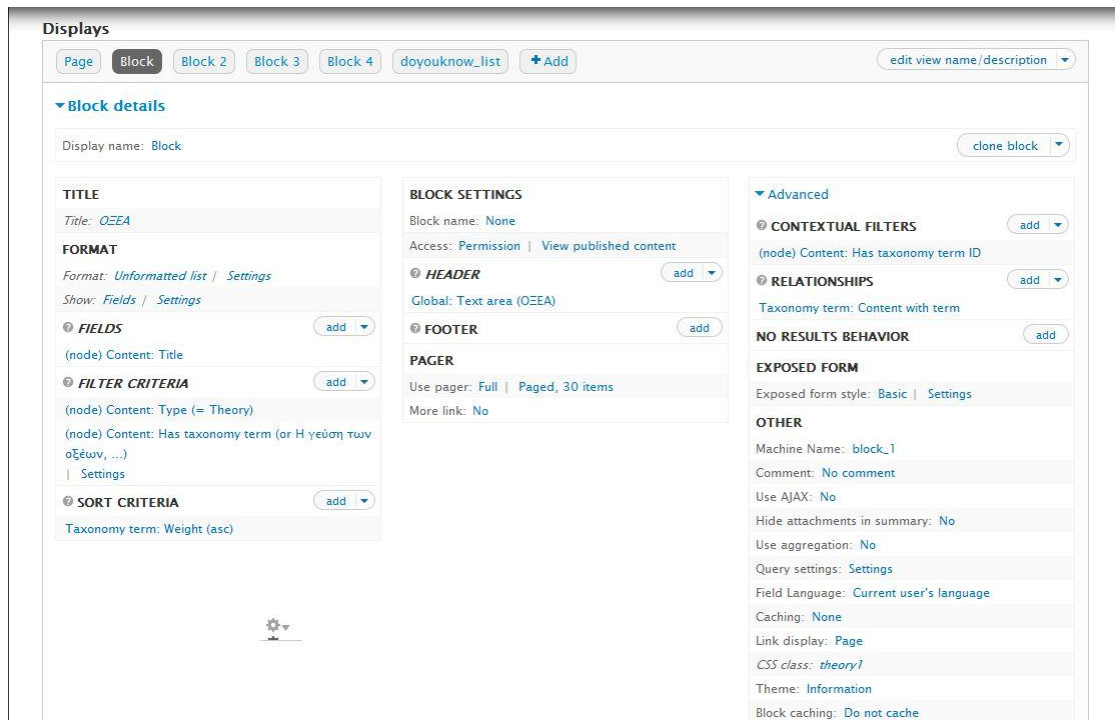 Displays
Page Block Block 2 Block 3 Block 4 doyouknow_list + Add edit view name/description
Block details
Display name: Block clone block
TITLE
Title: ΟΞΕΑ
FORMAT
Format: Unformatted list | Settings
Show: Fields | Settings
FIELDS add
(node) Content: Title
FILTER CRITERIA add
(node) Content: Type (= Theory)
(node) Content: Has taxonomy term (or Η γεύση των
οξέων, ...)
| Settings
SORT CRITERIA add
Taxonomy term: Weight (asc)
BLOCK SETTINGS
Block name: None
Access: Permission | View published content
HEADER add
Global: Text area (ΟΞΕΑ)
FOOTER add
PAGER
Use pager: Full | Paged, 30 items
More link: No
Advanced
CONTEXTUAL FILTERS add
(node) Content: Has taxonomy term ID
RELATIONSHIPS add
Taxonomy term: Content with term
NO RESULTS BEHAVIOR add
EXPOSED FORM
Exposed form style: Basic | Settings
OTHER
Machine Name: block_1
Comment: No comment
Use AJAX: No
Hide attachments in summary: No
Use aggregation: No
Query settings: Settings
Field Language: Current user's language
Caching: None
Link display: Page
CSS class: theory1
Theme: Information
Block caching: Do not cache